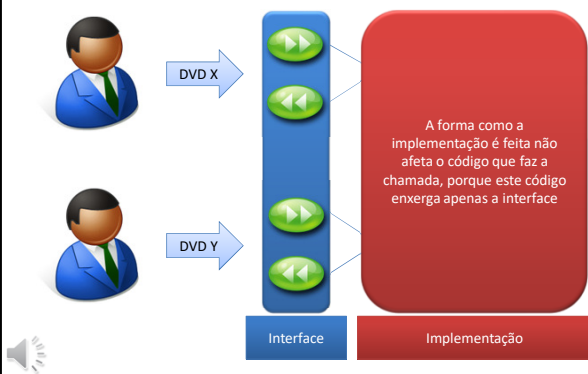 DVD X
A forma como a
implementação é feita não
afeta o código que faz a
chamada, porque este código
enxerga apenas a interface
DVD Y
Interface
Implementação